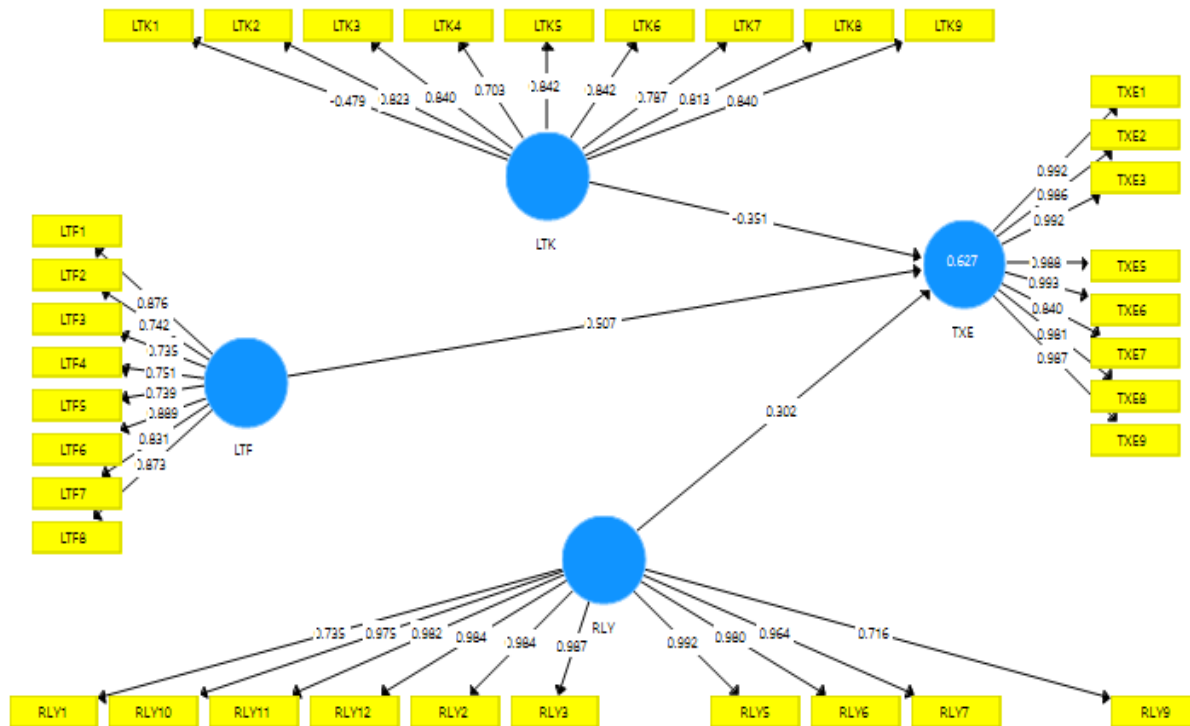 LTK1 LTK2 LTK3 LTK4 LTK5 LTK6 LTK7 LTK8 LTK9
-0.479 0.823 0.840 0.703 0.842 0.842 0.787 0.813 0.840
LTK
-0.351
TXE1
TXE2
TXE3
TXE5
TXE6
TXE7
TXE8
TXE9
0.992
0.986
0.992
0.988
0.993
0.840
0.981
0.987
0.627
TXE
LTF1
LTF2
LTF3
LTF4
LTF5
LTF6
LTF7
LTF8
0.876
0.742
0.735
0.751
0.739
0.889
0.831
0.873
LTF
0.507
0.302
RLY
0.735 0.975 0.982 0.984 0.984 0.987 0.992 0.980 0.964 0.716
RLY1 RLY10 RLY11 RLY12 RLY2 RLY3 RLY5 RLY6 RLY7 RLY9